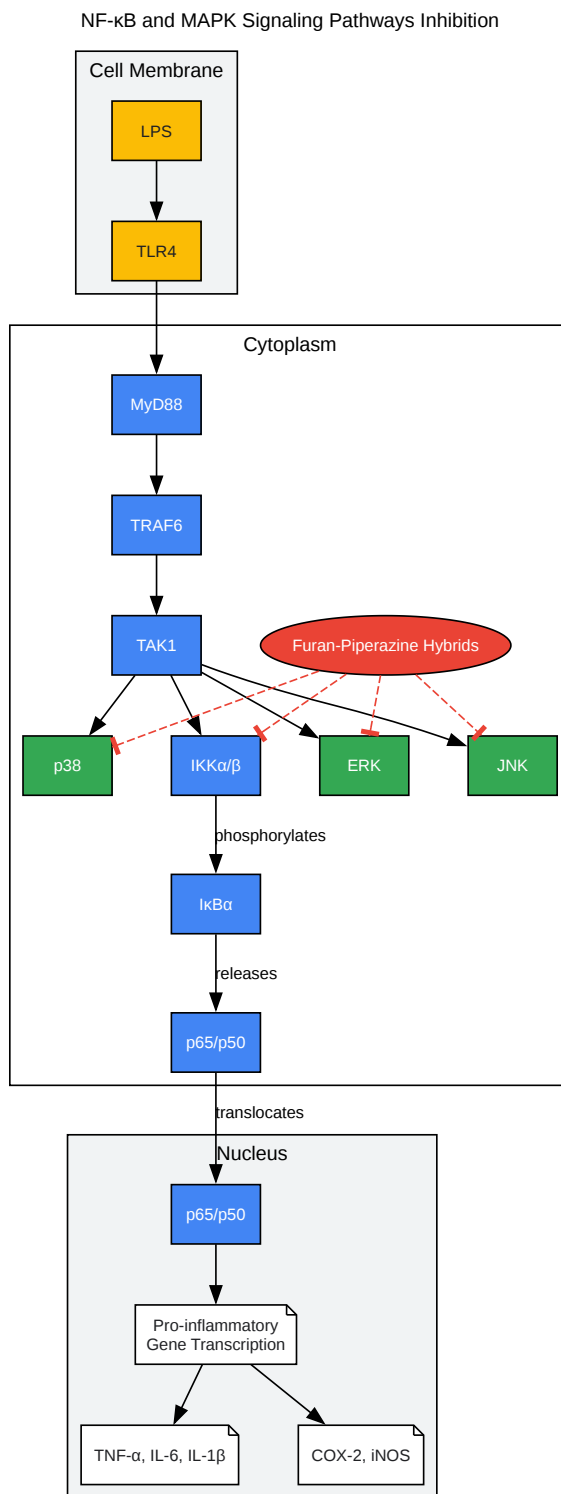 NF-κB and MAPK Signaling Pathways Inhibition
Cell Membrane
LPS
TLR4
Cytoplasm
MyD88
TRAF6
TAK1
Furan-Piperazine Hybrids
p38
IKKα/β
ERK
JNK
phosphorylates
IκBα
releases
p65/p50
translocates
Nucleus
p65/p50
Pro-inflammatory
Gene Transcription
TNF-α, IL-6, IL-1β
COX-2, iNOS